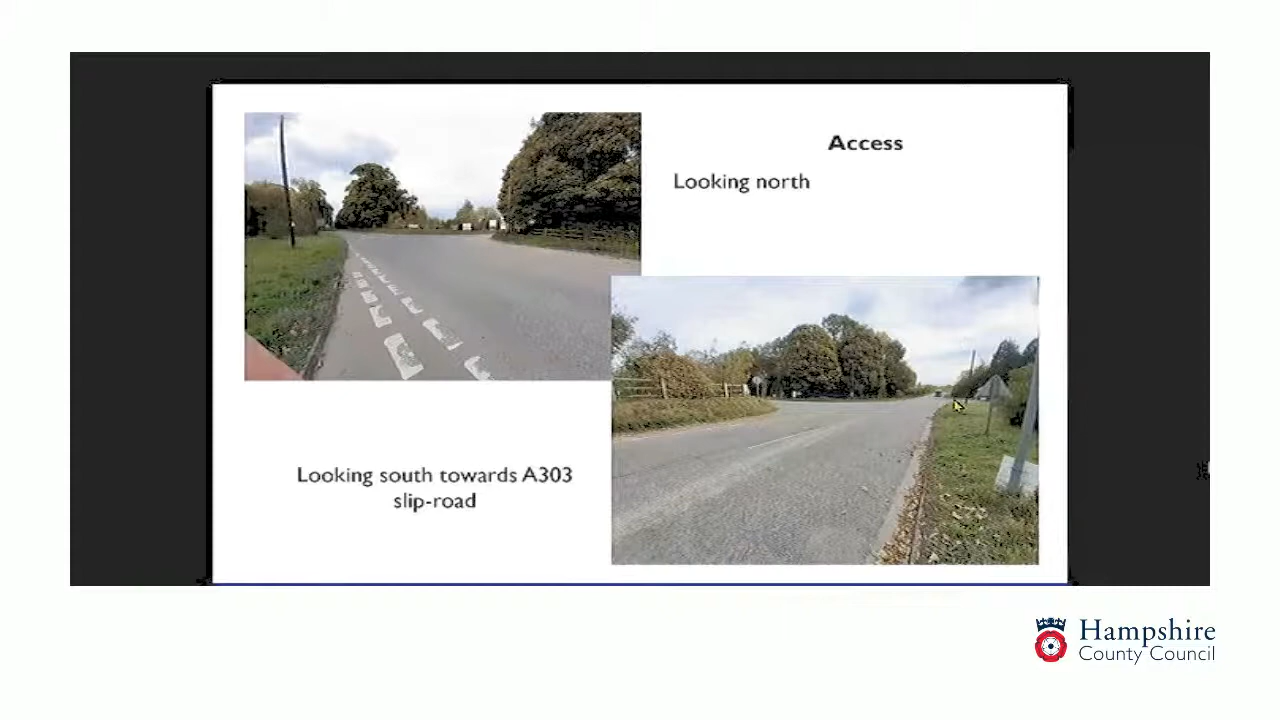 Access
Looking north
Looking south towards A303
slip-road
Hampshire
County Council